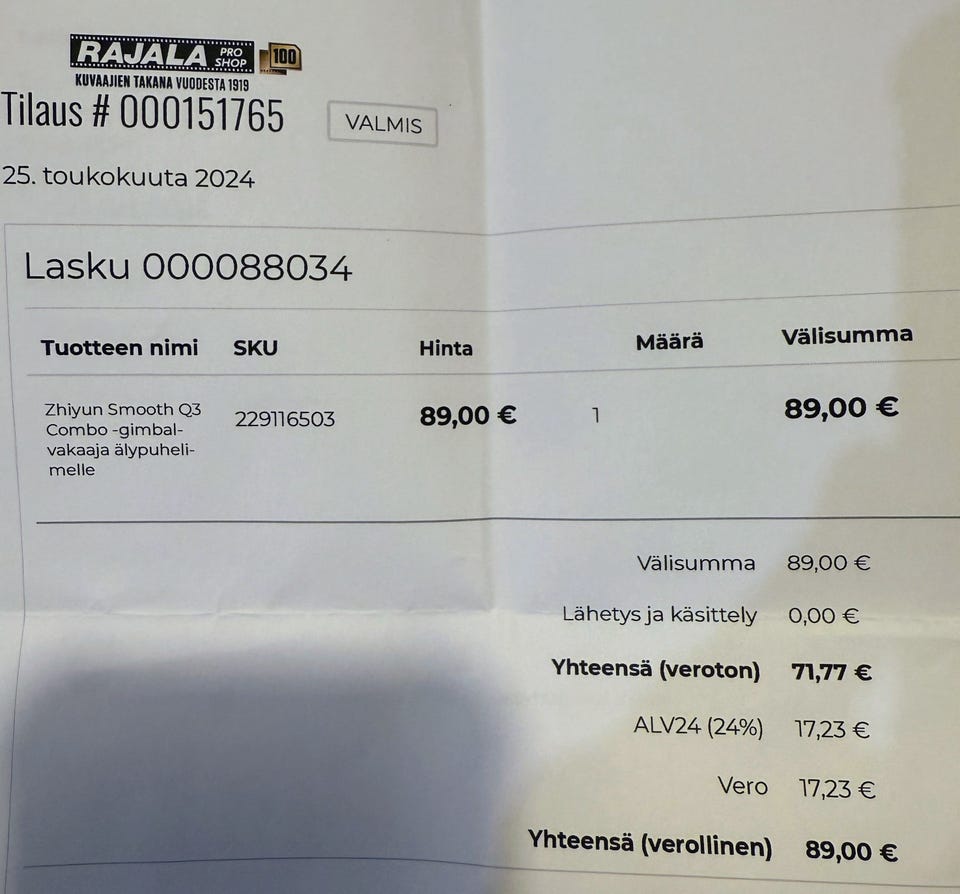 RAJALA PRO SHOP 100
KUVAAJIEN TAKANA VUODESTA 1919
Tilaus # 000151765 VALMIS
25. toukokuuta 2024
Lasku 000088034
Tuotteen nimi SKU Hinta Määrä Välisumma
Zhiyun Smooth Q3 229116503 89,00 € 1 89,00 €
Combo -gimbal-
vakaaja älypuheli-
melle
Välisumma 89,00 €
Lähetys ja käsittely 0,00 €
Yhteensä (veroton) 71,77 €
ALV24 (24%) 17,23 €
Vero 17,23 €
Yhteensä (verollinen) 89,00 €